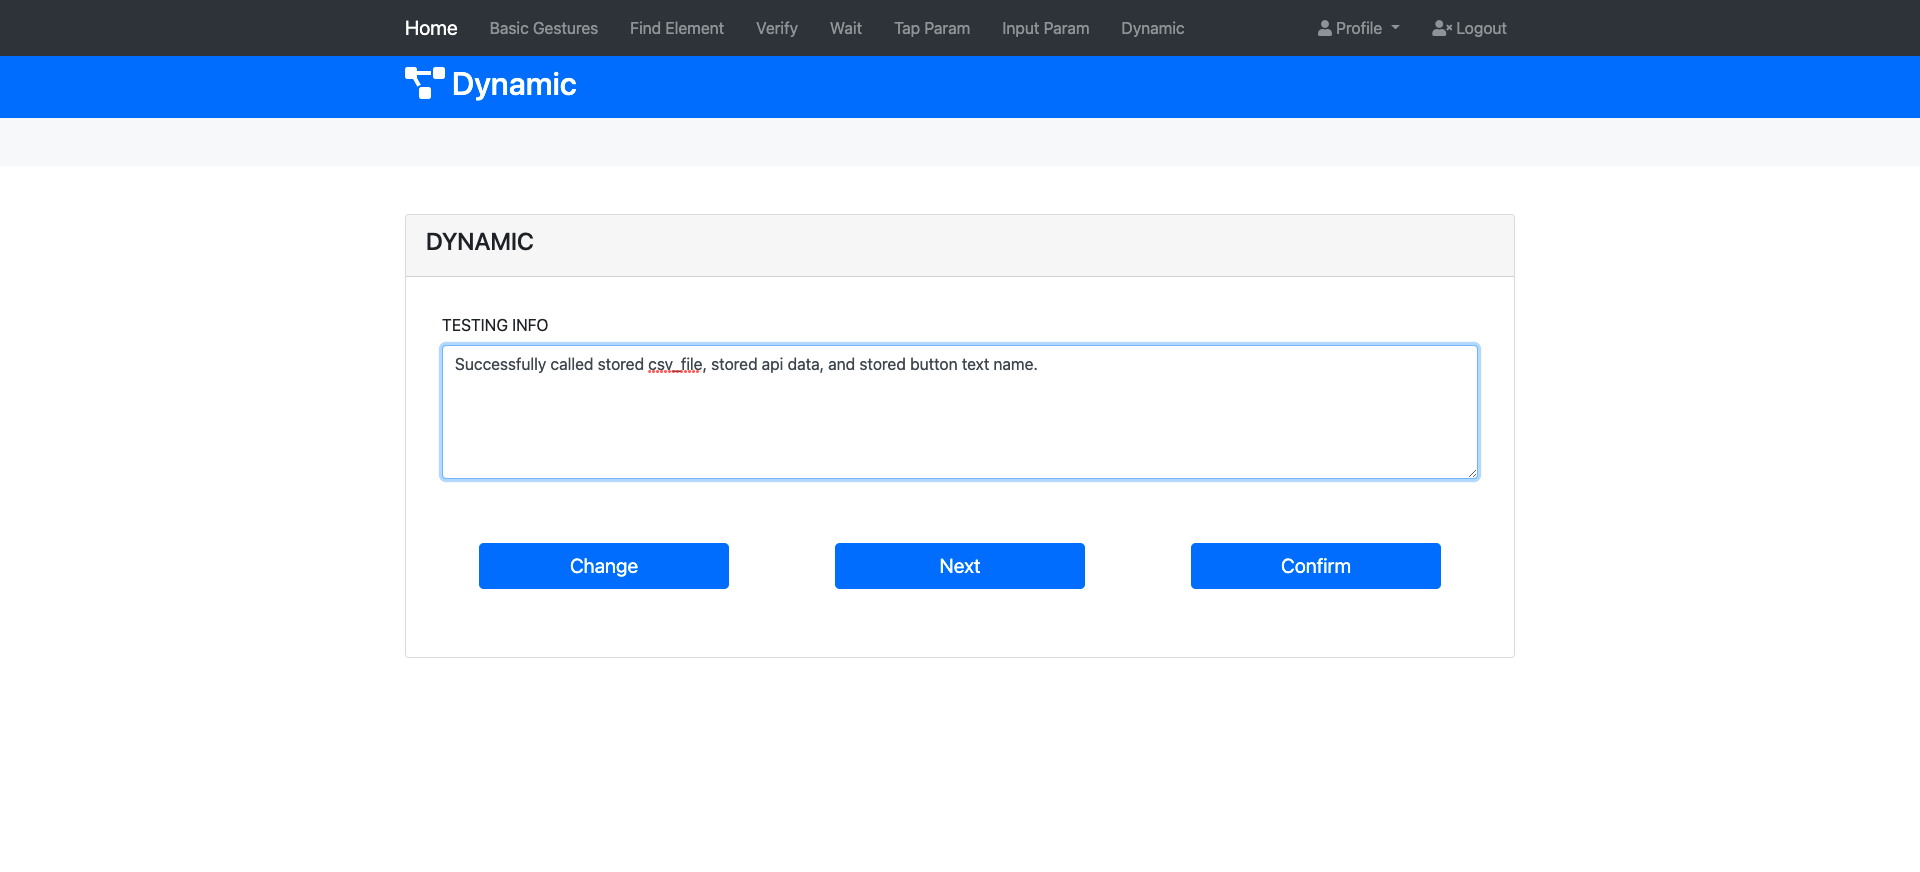 Home Basic Gestures Find Element Verify Wait Tap Param Input Param Dynamic Profile Logout
Dynamic
DYNAMIC
TESTING INFO
Successfully called stored csv_file, stored api data, and stored button text name.
Change Next Confirm